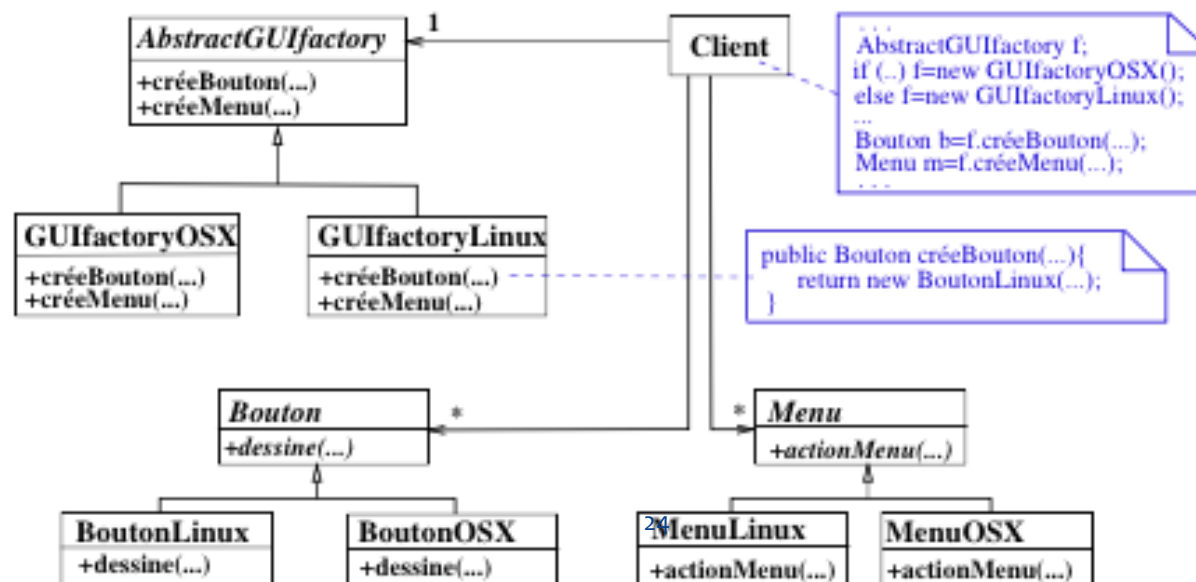 AbstractGUIfactory
+créeBouton(...)
+créeMenu(...)
1
Client
. . .
AbstractGUIfactory f;
if (..) f=new GUIfactoryOSX();
else f=new GUIfactoryLinux();
...
Bouton b=f.créeBouton(...);
Menu m=f.créeMenu(...);
. . .
GUIfactoryOSX
+créeBouton(...)
+créeMenu(...)
GUIfactoryLinux
+créeBouton(...)
+créeMenu(...)
public Bouton créeBouton(...){
return new BoutonLinux(...);
}
Bouton
+dessine(...)
*
*
Menu
+actionMenu(...)
BoutonLinux
+dessine(...)
BoutonOSX
+dessine(...)
24
MenuLinux
+actionMenu(...)
MenuOSX
+actionMenu(...)